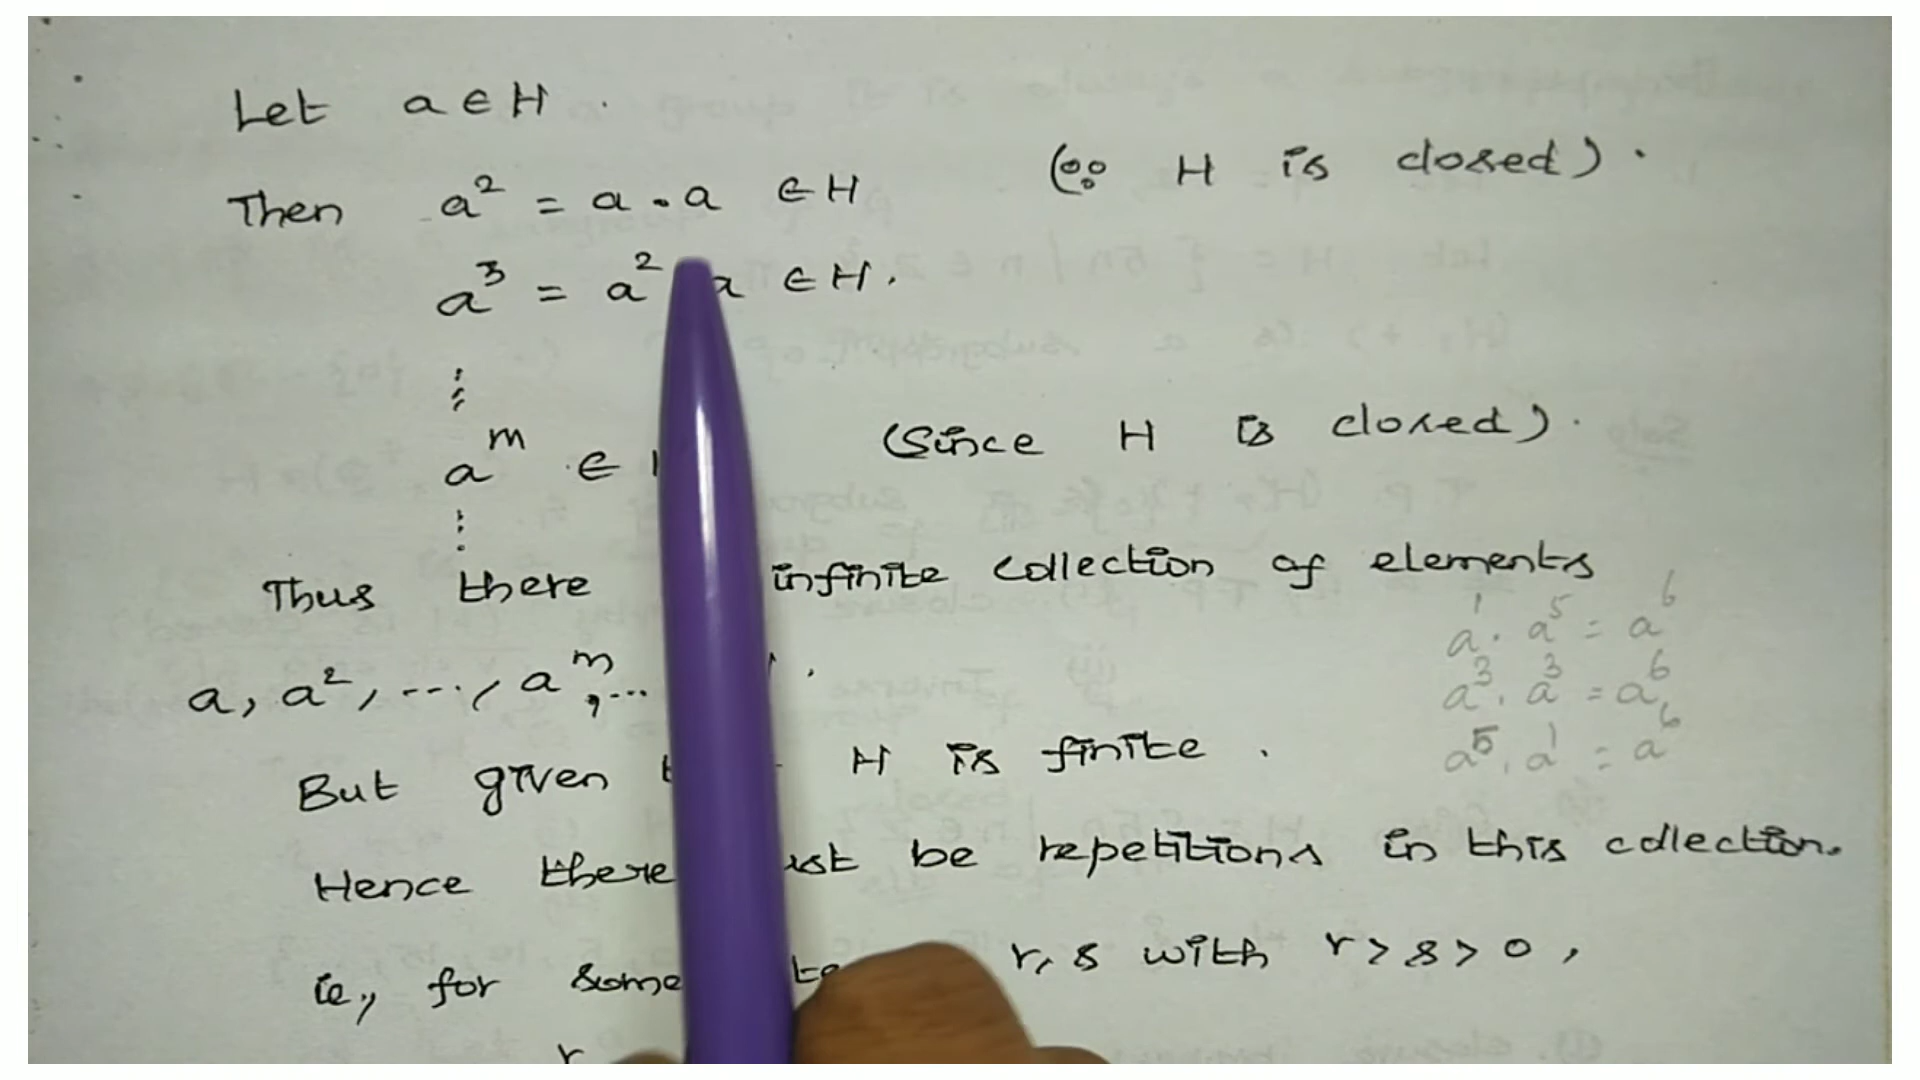 Let a ∈ H .
Then a² = a . a ∈ H (∵ H is closed) .
a³ = a² a ∈ H .
⋮
a^m ∈ (Since H is closed) .
⋮
Thus there infinite collection of elements
a, a², ..., a^m, ...
But given H is finite .
Hence there be repetitions in this collection.
ie, for some r, s with r > s > 0 ,
r
a¹ . a⁵ = a⁶
a³ . a³ = a⁶
a⁵ . a¹ = a⁶